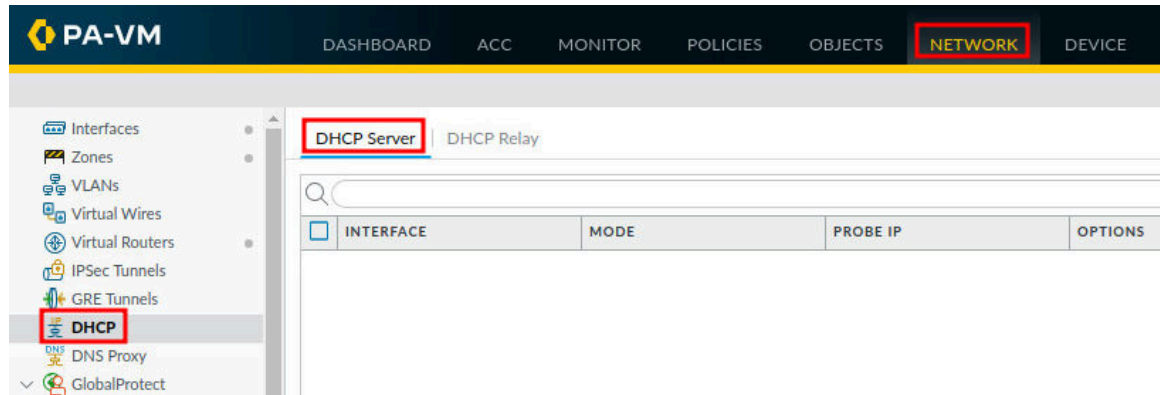 PA-VM
DASHBOARD ACC MONITOR POLICIES OBJECTS NETWORK DEVICE
Interfaces
Zones
VLANs
Virtual Wires
Virtual Routers
IPSec Tunnels
GRE Tunnels
DHCP
DNS Proxy
GlobalProtect
DHCP Server DHCP Relay
INTERFACE MODE PROBE IP OPTIONS